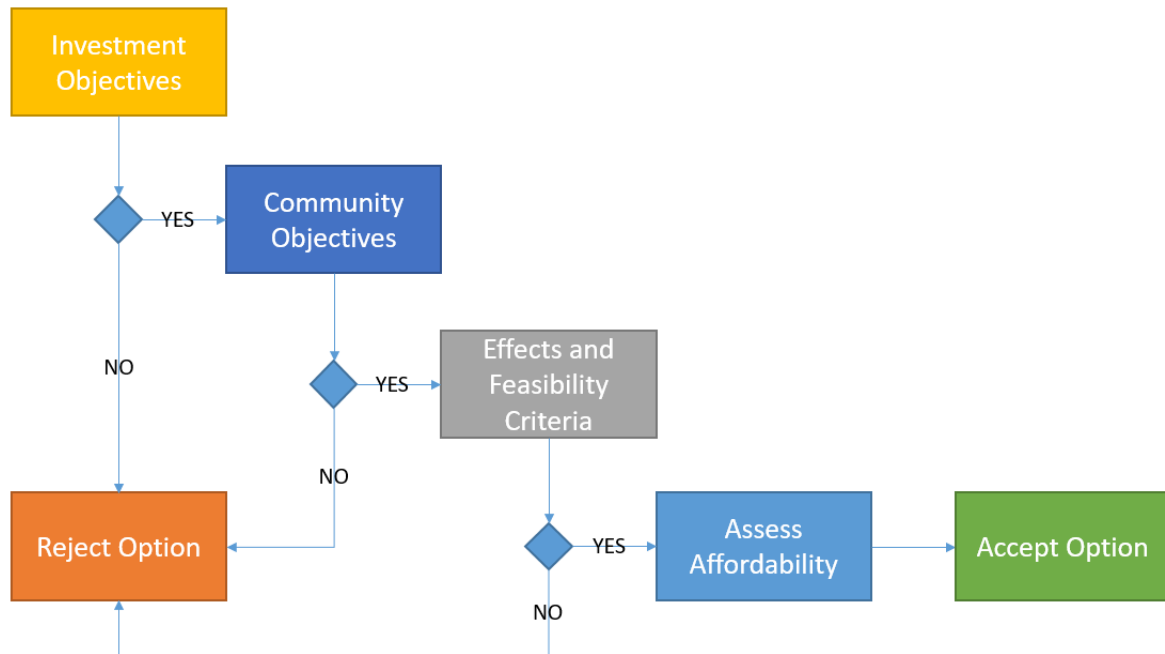 Investment
Objectives
YES
Community
Objectives
NO
YES
Effects and
Feasibility
Criteria
NO
Reject Option
YES
Assess
Affordability
Accept Option
NO